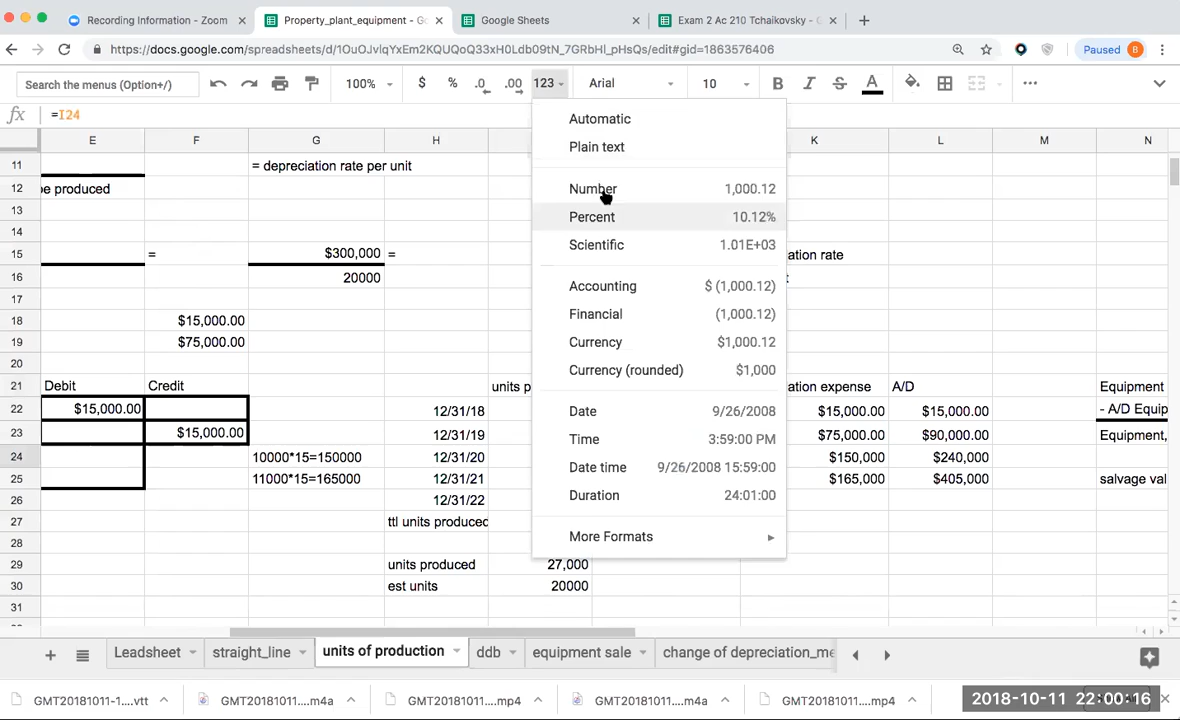 Recording Information - Zoom
Property_plant_equipment - Go
Google Sheets
Exam 2 Ac 210 Tchaikovsky -
https://docs.google.com/spreadsheets/d/1OuOJvlqYxEm2KQUQoQ33xH0Ldb09tN_7GRbHl_pHsQs/edit#gid=1863576406
Paused B
Search the menus (Option+/)
100% $ % .0 .00 123 Arial 10 B I S A
fx =I24
Automatic
Plain text
Number 1,000.12
Percent 10.12%
Scientific 1.01E+03
Accounting $ (1,000.12)
Financial (1,000.12)
Currency $1,000.12
Currency (rounded) $1,000
Date 9/26/2008
Time 3:59:00 PM
Date time 9/26/2008 15:59:00
Duration 24:01:00
More Formats
E F G H K L M N
11 = depreciation rate per unit
12 be produced
13
14
15 = $300,000 = ation rate
16 20000
17
18 $15,000.00
19 $75,000.00
20
21 Debit Credit units p ation expense A/D Equipment
22 $15,000.00 12/31/18 $15,000.00 $15,000.00 - A/D Equip
23 $15,000.00 12/31/19 $75,000.00 $90,000.00 Equipment,
24 10000*15=150000 12/31/20 $150,000 $240,000
25 11000*15=165000 12/31/21 $165,000 $405,000 salvage val
26 12/31/22
27 ttl units produced
28
29 units produced 27,000
30 est units 20000
31
Leadsheet straight_line units of production ddb equipment sale change of depreciation_me
GMT20181011-1....vtt GMT20181011....m4a GMT20181011....mp4 GMT20181011....m4a GMT20181011....mp4
2018-10-11 22:00:16